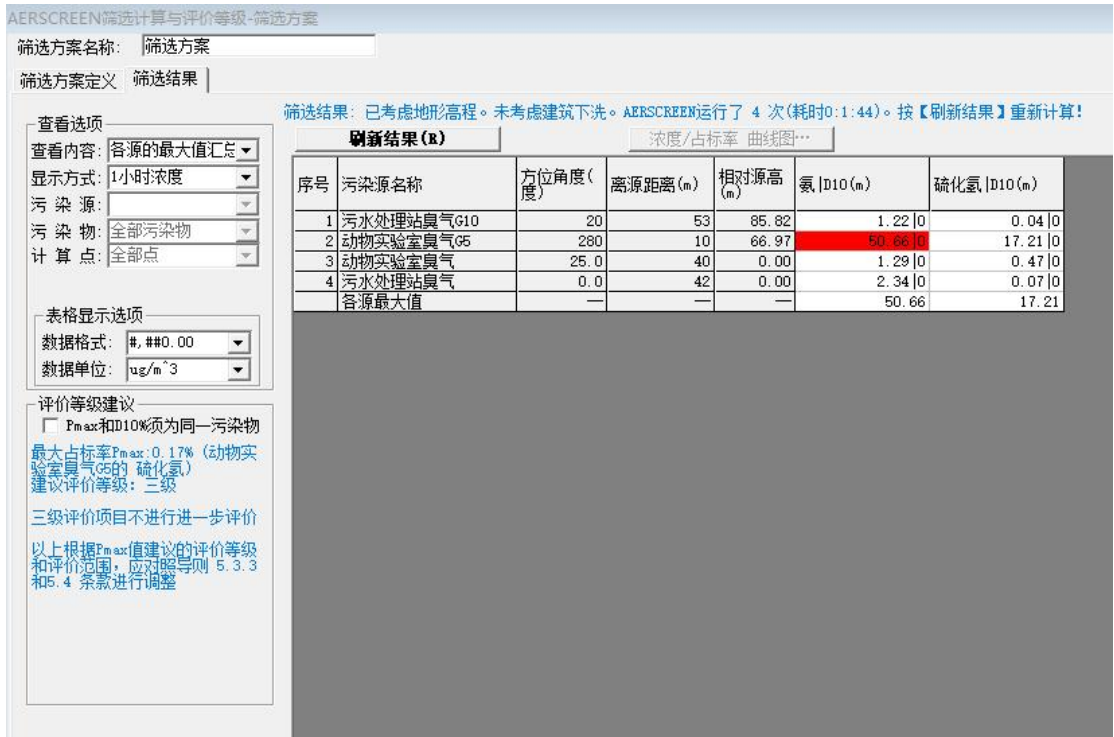 AERSCREEN筛选计算与评价等级-筛选方案
筛选方案名称: 筛选方案
筛选方案定义 筛选结果
筛选结果: 已考虑地形高程。未考虑建筑下洗。AERSCREEN运行了 4 次(耗时0:1:44)。按【刷新结果】重新计算!
刷新结果(R) 浓度/占标率 曲线图…
查看选项
查看内容: 各源的最大值汇总
显示方式: 1小时浓度
污 染 源:
污 染 物: 全部污染物
计 算 点: 全部点
表格显示选项
数据格式: #,##0.00
数据单位: ug/m^3
评价等级建议
Pmax和D10%须为同一污染物
最大占标率Pmax:0.17% (动物实
验室臭气G5的 硫化氢)
建议评价等级: 三级
三级评价项目不进行进一步评价
以上根据Pmax值建议的评价等级
和评价范围,应对照导则 5.3.3
和5.4 条款进行调整
序号 污染源名称 方位角度(度) 离源距离(m) 相对源高(m) 氨|D10(m) 硫化氢|D10(m)
1 污水处理站臭气G10 20 53 85.82 1.22|0 0.04|0
2 动物实验室臭气G5 280 10 66.97 50.66|0 17.21|0
3 动物实验室臭气 25.0 40 0.00 1.29|0 0.47|0
4 污水处理站臭气 0.0 42 0.00 2.34|0 0.07|0
各源最大值 — — — 50.66 17.21